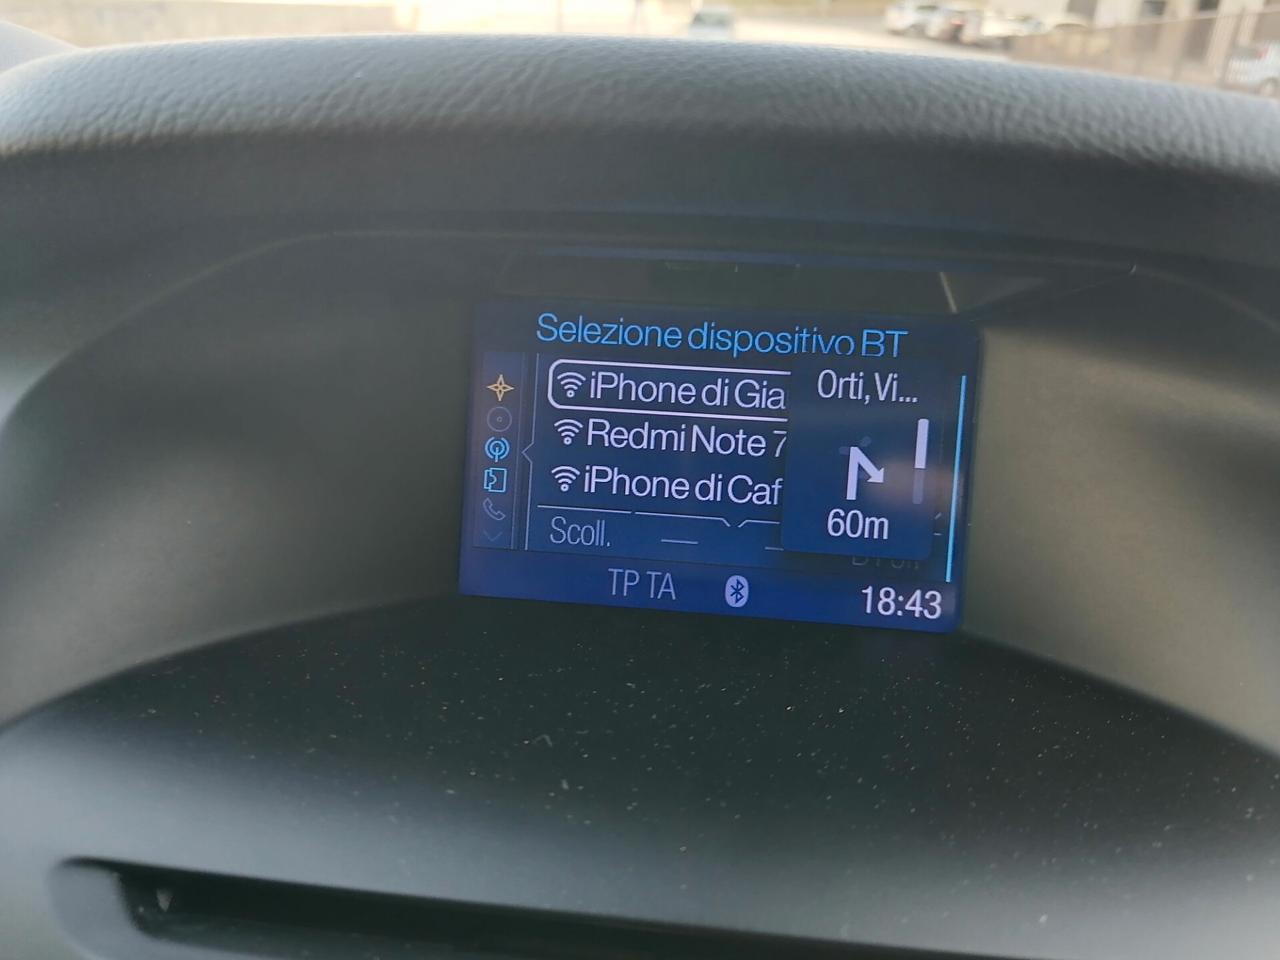 Selezione dispositivo BT
iPhone di Gia
Redmi Note 7
iPhone di Caf
Scoll.
Orti, Vi...
60m
TP TA
18:43